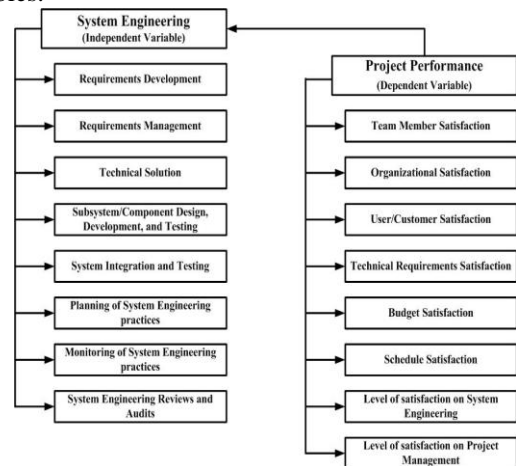 System Engineering
(Independent Variable)
Requirements Development
Requirements Management
Technical Solution
Subsystem/Component Design,
Development, and Testing
System Integration and Testing
Planning of System Engineering
practices
Monitoring of System Engineering
practices
System Engineering Reviews and
Audits
Project Performance
(Dependent Variable)
Team Member Satisfaction
Organizational Satisfaction
User/Customer Satisfaction
Technical Requirements Satisfaction
Budget Satisfaction
Schedule Satisfaction
Level of satisfaction on System
Engineering
Level of satisfaction on Project
Management